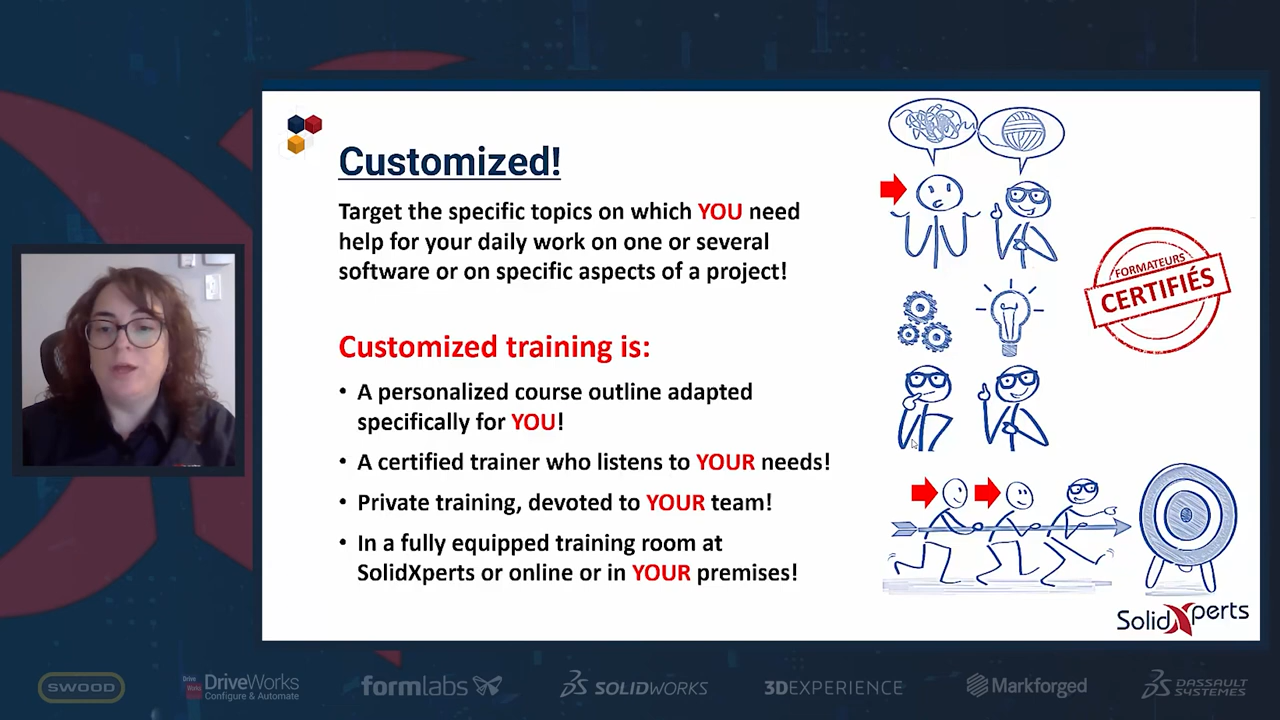 Customized!
Target the specific topics on which YOU need
help for your daily work on one or several
software or on specific aspects of a project!
Customized training is:
• A personalized course outline adapted
specifically for YOU!
• A certified trainer who listens to YOUR needs!
• Private training, devoted to YOUR team!
• In a fully equipped training room at
SolidXperts or online or in YOUR premises!
FORMATEURS
CERTIFIÉS
SolidXperts
SWOOD
Drive
Works
DriveWorks
Configure & Automate
formlabs
SOLIDWORKS
3DEXPERIENCE
Markforged
DASSAULT
SYSTEMES